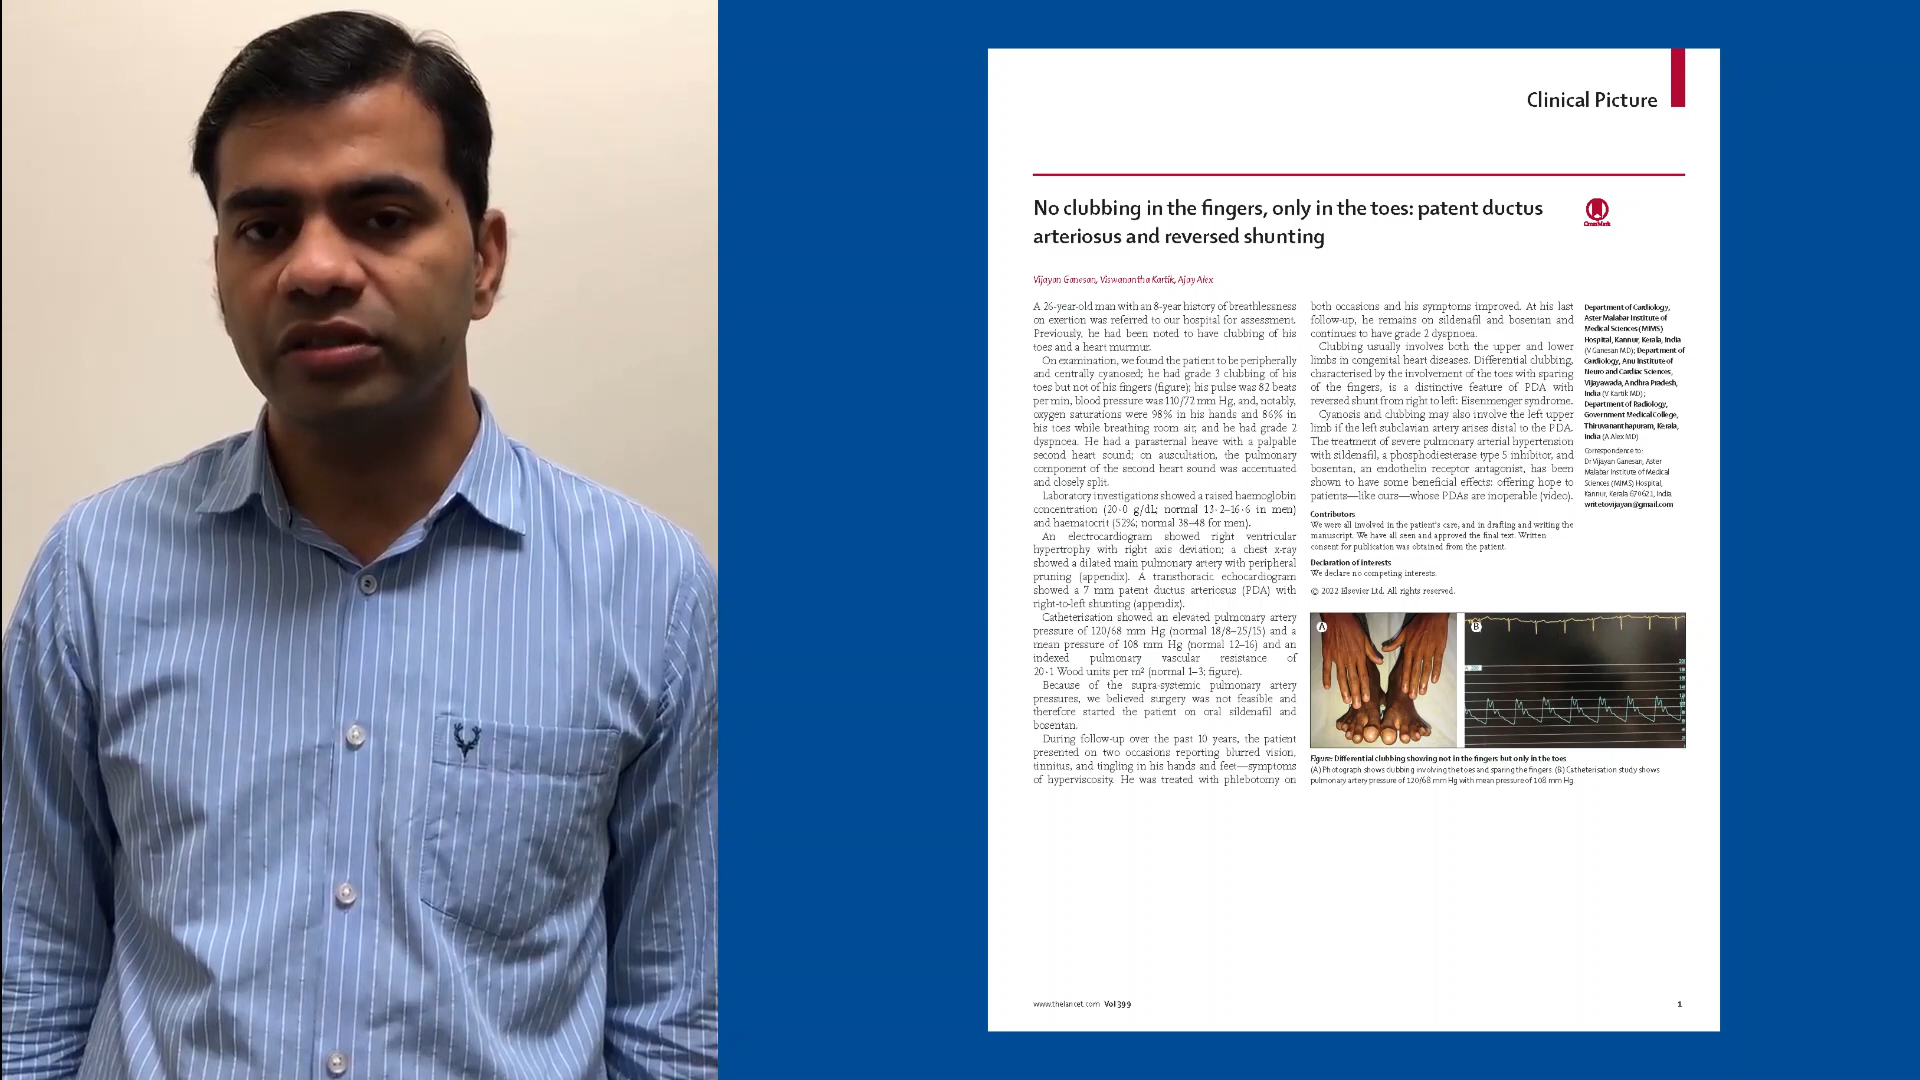 Clinical Picture
No clubbing in the fingers, only in the toes: patent ductus
arteriosus and reversed shunting
CrossMark
Vijayan Ganesan, Viswanantha Kartik, Ajay Alex
A 26-year-old man with an 8-year history of breathlessness
on exertion was referred to our hospital for assessment.
Previously, he had been noted to have clubbing of his
toes and a heart murmur.
On examination, we found the patient to be peripherally
and centrally cyanosed; he had grade 3 clubbing of his
toes but not of his fingers (figure); his pulse was 82 beats
per min, blood pressure was 110/72 mm Hg, and, notably,
oxygen saturations were 98% in his hands and 86% in
his toes while breathing room air, and he had grade 2
dyspnoea. He had a parasternal heave with a palpable
second heart sound; on auscultation, the pulmonary
component of the second heart sound was accentuated
and closely split.
Laboratory investigations showed a raised haemoglobin
concentration (20·0 g/dL; normal 13·2–16·6 in men)
and haematocrit (52%; normal 38–48 for men).
An electrocardiogram showed right ventricular
hypertrophy with right axis deviation; a chest x-ray
showed a dilated main pulmonary artery with peripheral
pruning (appendix). A transthoracic echocardiogram
showed a 7 mm patent ductus arteriosus (PDA) with
right-to-left shunting (appendix).
Catheterisation showed an elevated pulmonary artery
pressure of 120/68 mm Hg (normal 18/8–25/15) and a
mean pressure of 108 mm Hg (normal 12–16) and an
indexed pulmonary vascular resistance of
20·1 Wood units per m² (normal 1–3; figure).
Because of the supra-systemic pulmonary artery
pressures, we believed surgery was not feasible and
therefore started the patient on oral sildenafil and
bosentan.
During follow-up over the past 10 years, the patient
presented on two occasions reporting blurred vision,
tinnitus, and tingling in his hands and feet—symptoms
of hyperviscosity. He was treated with phlebotomy on
both occasions and his symptoms improved. At his last
follow-up, he remains on sildenafil and bosentan and
continues to have grade 2 dyspnoea.
Clubbing usually involves both the upper and lower
limbs in congenital heart diseases. Differential clubbing,
characterised by the involvement of the toes with sparing
of the fingers, is a distinctive feature of PDA with
reversed shunt from right to left: Eisenmenger syndrome.
Cyanosis and clubbing may also involve the left upper
limb if the left subclavian artery arises distal to the PDA.
The treatment of severe pulmonary arterial hypertension
with sildenafil, a phosphodiesterase type 5 inhibitor, and
bosentan, an endothelin receptor antagonist, has been
shown to have some beneficial effects: offering hope to
patients—like ours—whose PDAs are inoperable (video).
Contributors
We were all involved in the patient's care, and in drafting and writing the
manuscript. We have all seen and approved the final text. Written
consent for publication was obtained from the patient.
Declaration of interests
We declare no competing interests.
© 2022 Elsevier Ltd. All rights reserved.
Department of Cardiology,
Aster Malabar Institute of
Medical Sciences (MIMS)
Hospital, Kannur, Kerala, India
(V Ganesan MD); Department of
Cardiology, Anu Institute of
Neuro and Cardiac Sciences,
Vijayawada, Andhra Pradesh,
India (V Kartik MD);
Department of Radiology,
Government Medical College,
Thiruvananthapuram, Kerala,
India (A Alex MD)
Correspondence to:
Dr Vijayan Ganesan, Aster
Malabar Institute of Medical
Sciences (MIMS) Hospital,
Kannur, Kerala 670621, India
writetovijayan@gmail.com
A
B
Figure: Differential clubbing showing not in the fingers but only in the toes
(A) Photograph shows clubbing involving the toes and sparing the fingers. (B) Catheterisation study shows
pulmonary artery pressure of 120/68 mm Hg with mean pressure of 108 mm Hg.
www.thelancet.com Vol 399
1